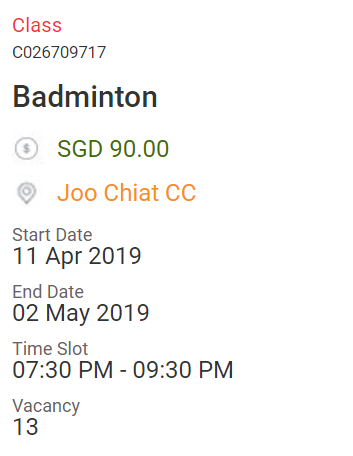 Class
C026709717
Badminton
$ SGD 90.00
Joo Chiat CC
Start Date
11 Apr 2019
End Date
02 May 2019
Time Slot
07:30 PM - 09:30 PM
Vacancy
13